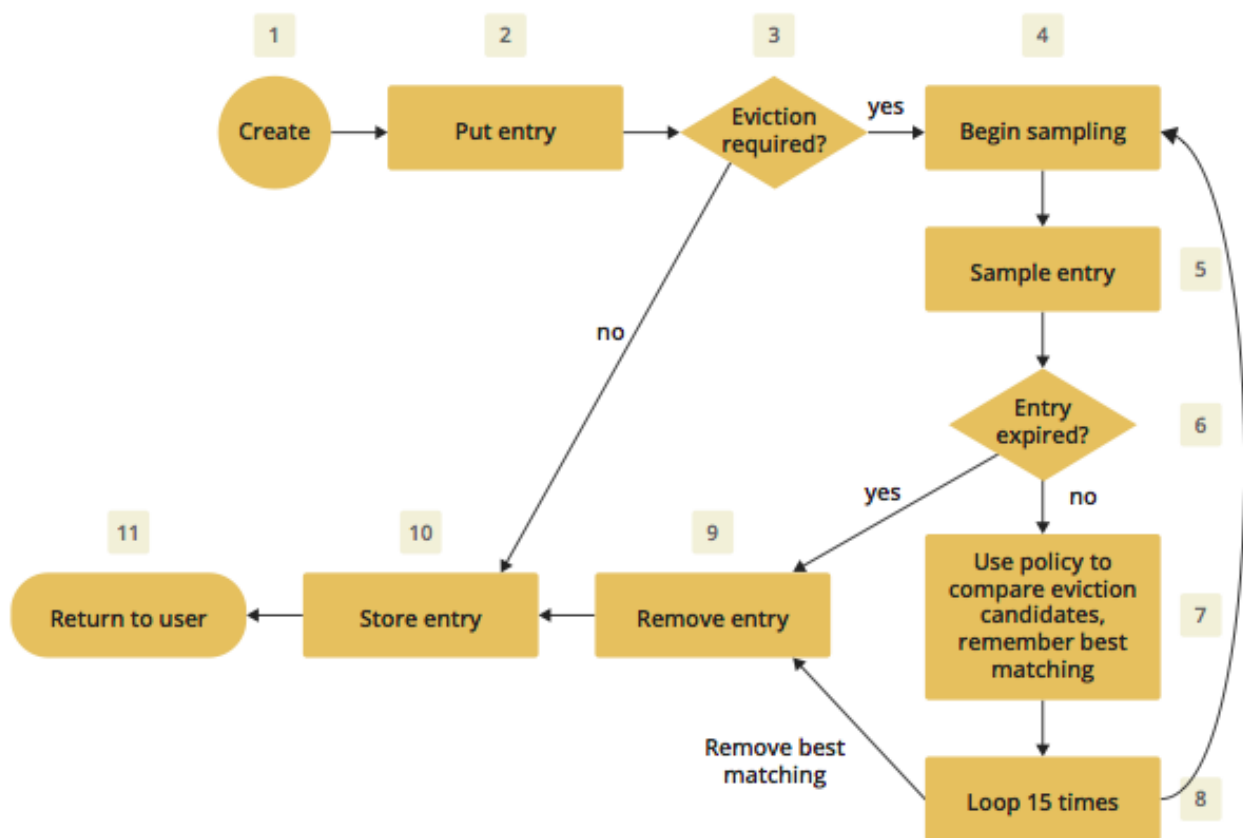 1
2
3
4
Create
Put entry
Eviction
required?
yes
Begin sampling
Sample entry
5
no
Entry
expired?
6
yes
no
11
10
9
Use policy to
compare eviction
candidates,
remember best
matching
7
Return to user
Store entry
Remove entry
Remove best
matching
Loop 15 times
8